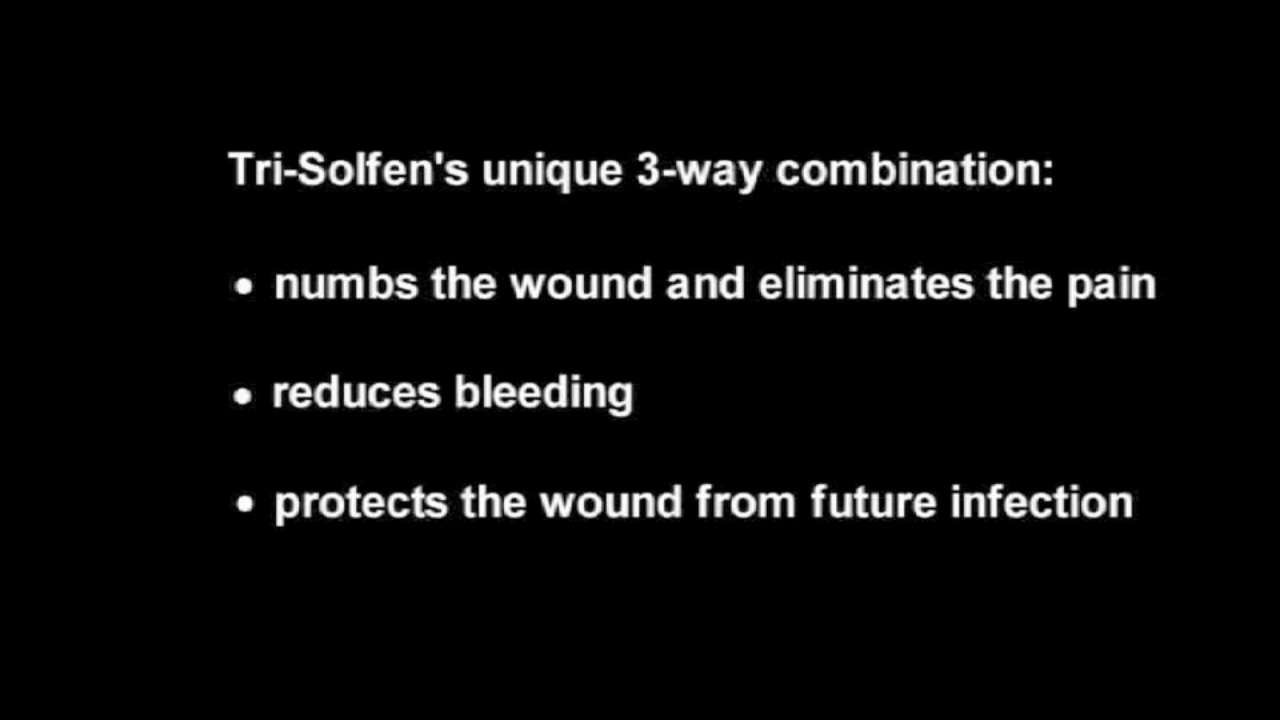 Tri-Solfen's unique 3-way combination:
• numbs the wound and eliminates the pain
• reduces bleeding
• protects the wound from future infection